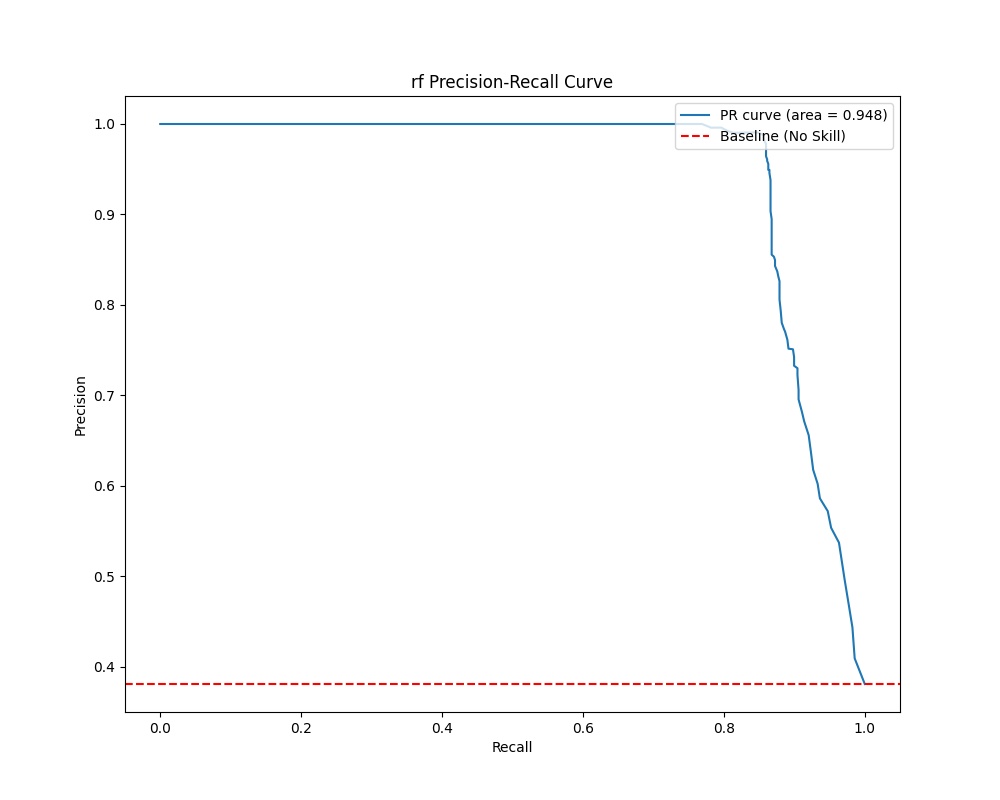 rf Precision-Recall Curve
PR curve (area = 0.948)
Baseline (No Skill)
Precision
1.0
0.9
0.8
0.7
0.6
0.5
0.4
0.0 0.2 0.4 0.6 0.8 1.0
Recall